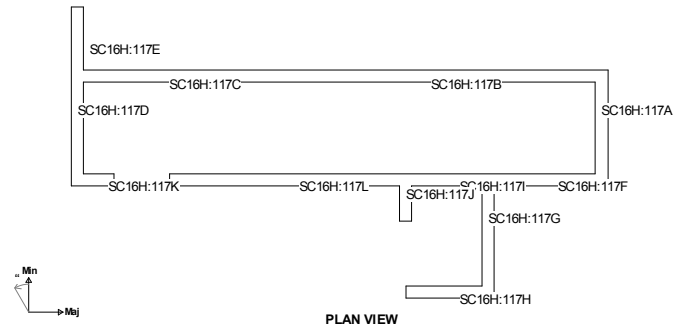 SC16H:117E
SC16H:117C
SC16H:117B
SC16H:117D
SC16H:117A
SC16H:117K
SC16H:117L
SC16H:117J
SC16H:117I
SC16H:117F
SC16H:117G
SC16H:117H
“
Min
Maj
PLAN VIEW